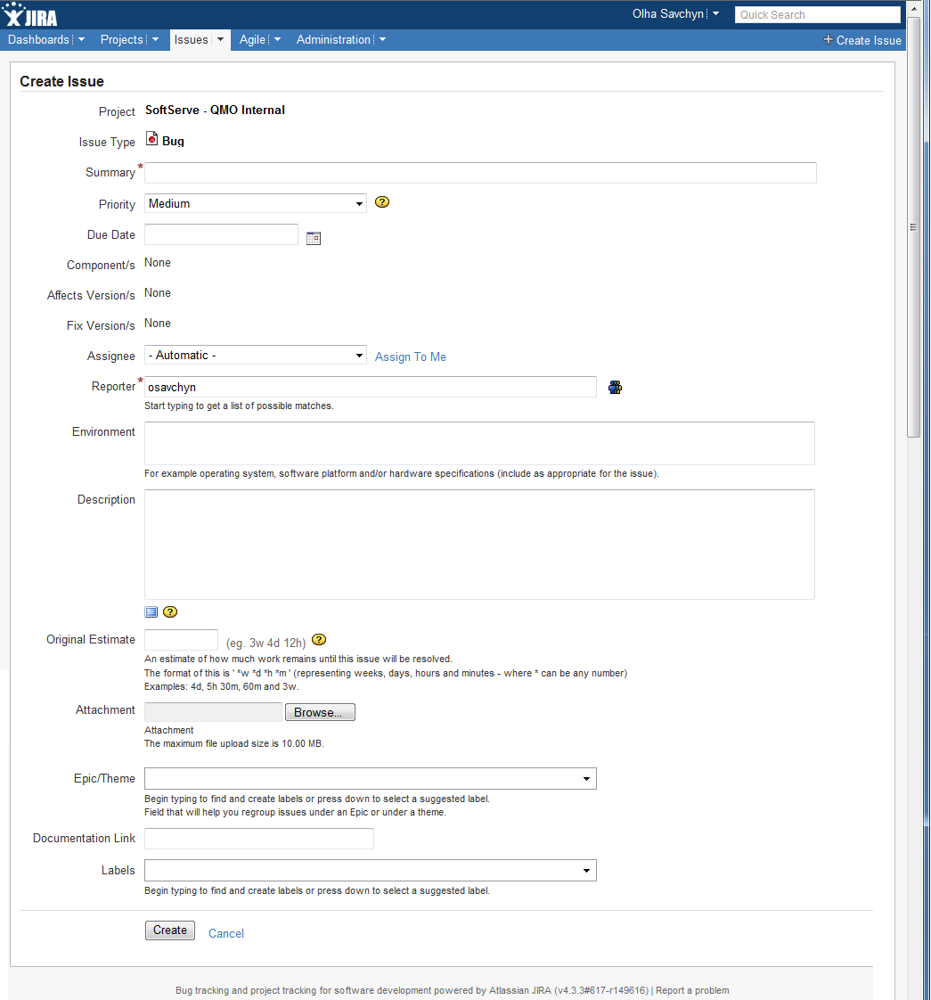 JIRA
Olha Savchyn
Quick Search
Dashboards Projects Issues Agile Administration + Create Issue
Create Issue
Project SoftServe - QMO Internal
Issue Type Bug
Summary *
Priority Medium ?
Due Date
Component/s None
Affects Version/s None
Fix Version/s None
Assignee - Automatic - Assign To Me
Reporter * osavchyn
Start typing to get a list of possible matches.
Environment
For example operating system, software platform and/or hardware specifications (include as appropriate for the issue).
Description
?
Original Estimate (eg. 3w 4d 12h) ?
An estimate of how much work remains until this issue will be resolved.
The format of this is ' *w *d *h *m ' (representing weeks, days, hours and minutes - where * can be any number)
Examples: 4d, 5h 30m, 60m and 3w.
Attachment Browse...
Attachment
The maximum file upload size is 10.00 MB.
Epic/Theme
Begin typing to find and create labels or press down to select a suggested label.
Field that will help you regroup issues under an Epic or under a theme.
Documentation Link
Labels
Begin typing to find and create labels or press down to select a suggested label.
Create Cancel
Bug tracking and project tracking for software development powered by Atlassian JIRA (v4.3.3#617-r149616) | Report a problem